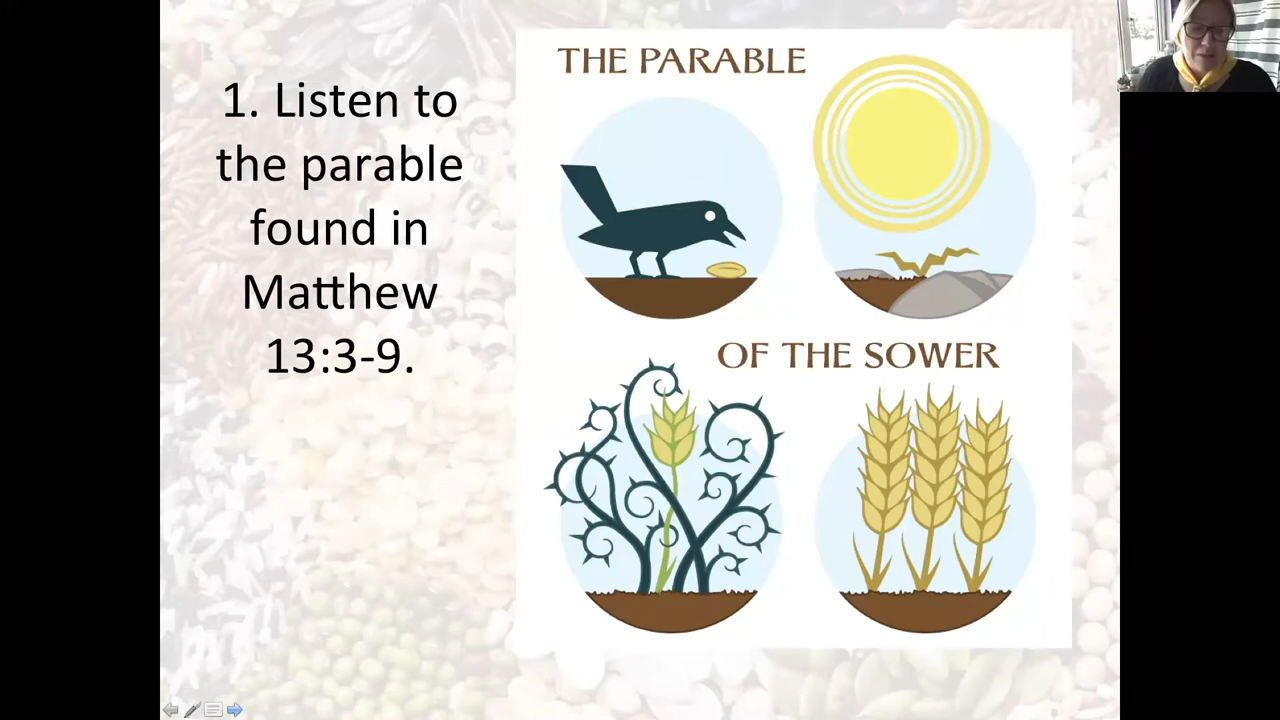 1. Listen to
the parable
found in
Matthew
13:3-9.
THE PARABLE
OF THE SOWER